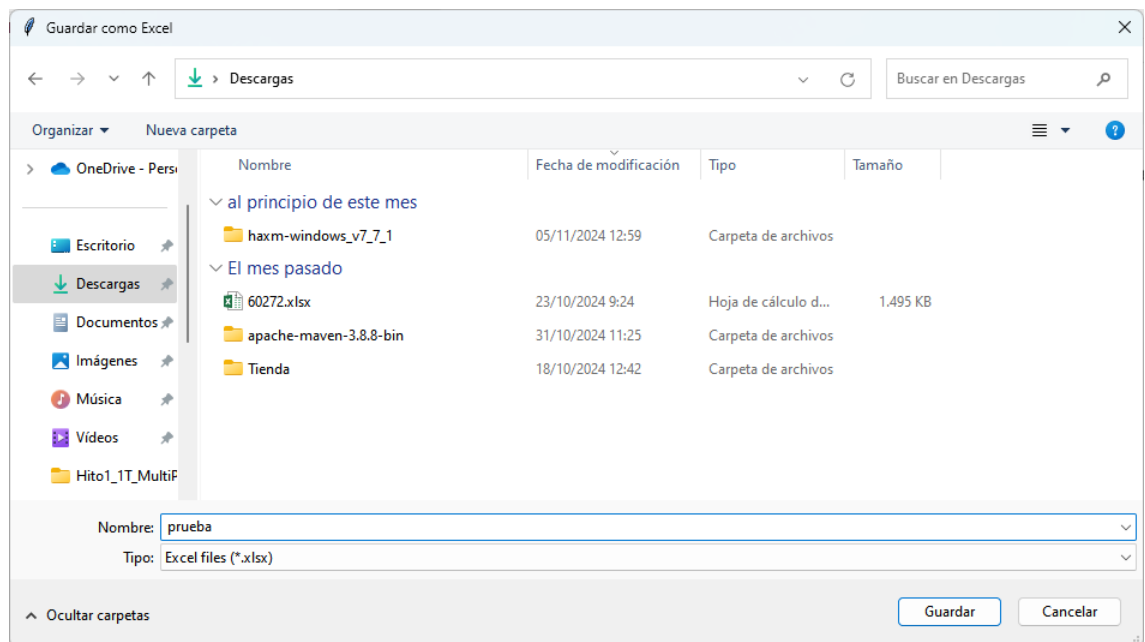 Guardar como Excel
Descargas
Buscar en Descargas
Organizar
Nueva carpeta
OneDrive - Perso
Nombre
Fecha de modificación
Tipo
Tamaño
al principio de este mes
haxm-windows_v7_7_1
05/11/2024 12:59
Carpeta de archivos
El mes pasado
60272.xlsx
23/10/2024 9:24
Hoja de cálculo d...
1.495 KB
apache-maven-3.8.8-bin
31/10/2024 11:25
Carpeta de archivos
Tienda
18/10/2024 12:42
Carpeta de archivos
Escritorio
Descargas
Documentos
Imágenes
Música
Vídeos
Hito1_1T_MultiP
Nombre: prueba
Tipo: Excel files (*.xlsx)
Ocultar carpetas
Guardar
Cancelar